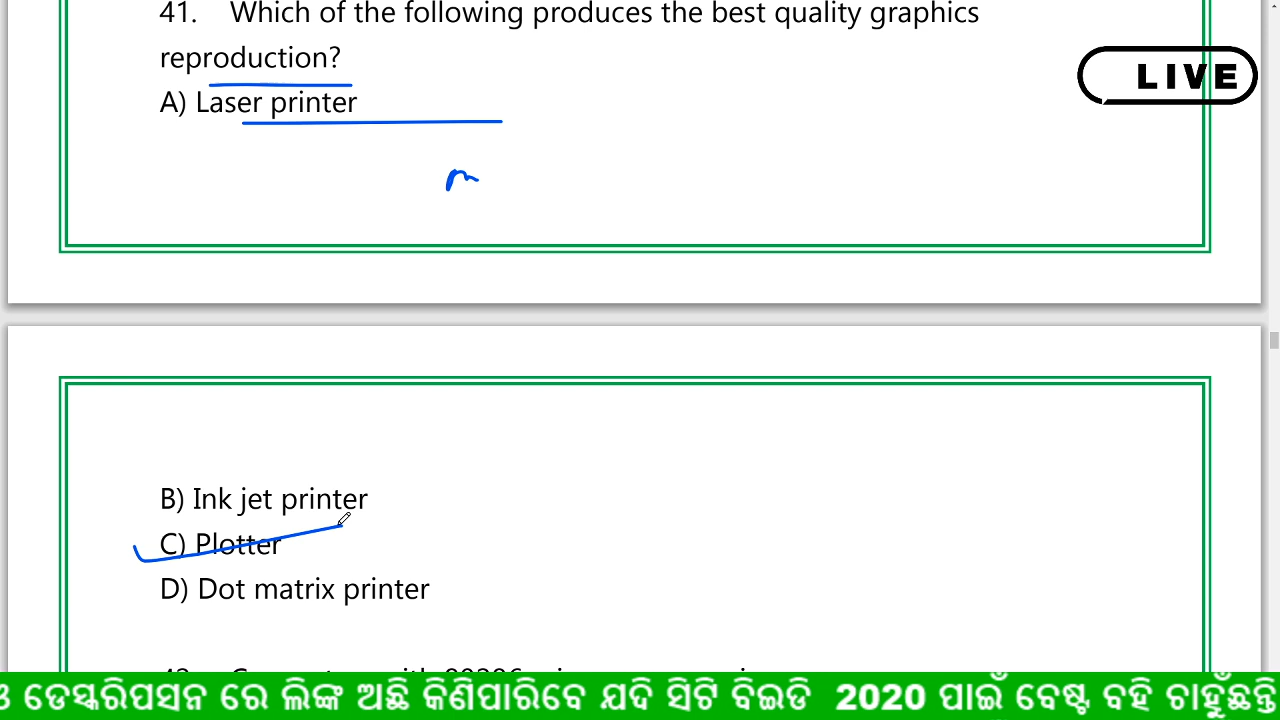 41. Which of the following produces the best quality graphics
reproduction?
LIVE
A) Laser printer
B) Ink jet printer
C) Plotter
D) Dot matrix printer
ଓ ଡେସ୍କରିପସନ ରେ ଲିଙ୍କ ଅଛି କିଣିପାରିବେ ଯଦି ସିଟି ବିଇଡି 2020 ପାଇଁ ବେଷ୍ଟ ବହି ଚାହୁଁଛନ୍ତି